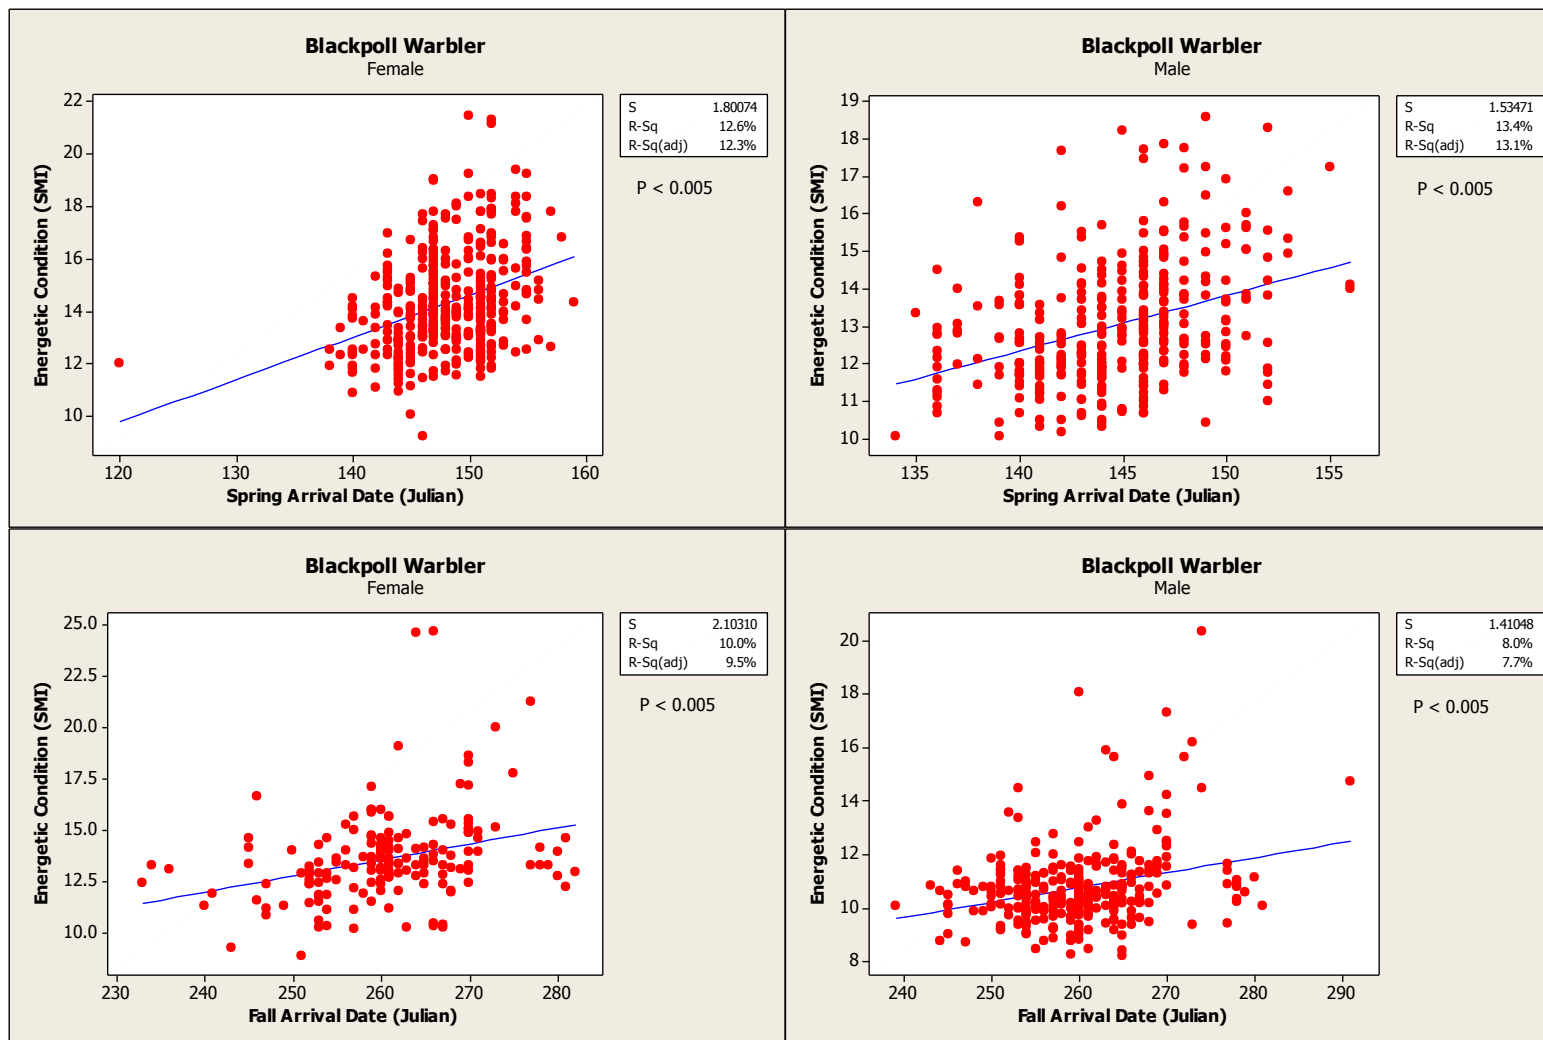 Blackpoll Warbler
Female
Energetic Condition (SMI)
22
20
18
16
14
12
10
120 130 140 150 160
Spring Arrival Date (Julian)
S 1.80074
R-Sq 12.6%
R-Sq(adj) 12.3%
P < 0.005
Blackpoll Warbler
Male
Energetic Condition (SMI)
19
18
17
16
15
14
13
12
11
10
135 140 145 150 155
Spring Arrival Date (Julian)
S 1.53471
R-Sq 13.4%
R-Sq(adj) 13.1%
P < 0.005
Blackpoll Warbler
Female
Energetic Condition (SMI)
25.0
22.5
20.0
17.5
15.0
12.5
10.0
230 240 250 260 270 280
Fall Arrival Date (Julian)
S 2.10310
R-Sq 10.0%
R-Sq(adj) 9.5%
P < 0.005
Blackpoll Warbler
Male
Energetic Condition (SMI)
20
18
16
14
12
10
8
240 250 260 270 280 290
Fall Arrival Date (Julian)
S 1.41048
R-Sq 8.0%
R-Sq(adj) 7.7%
P < 0.005